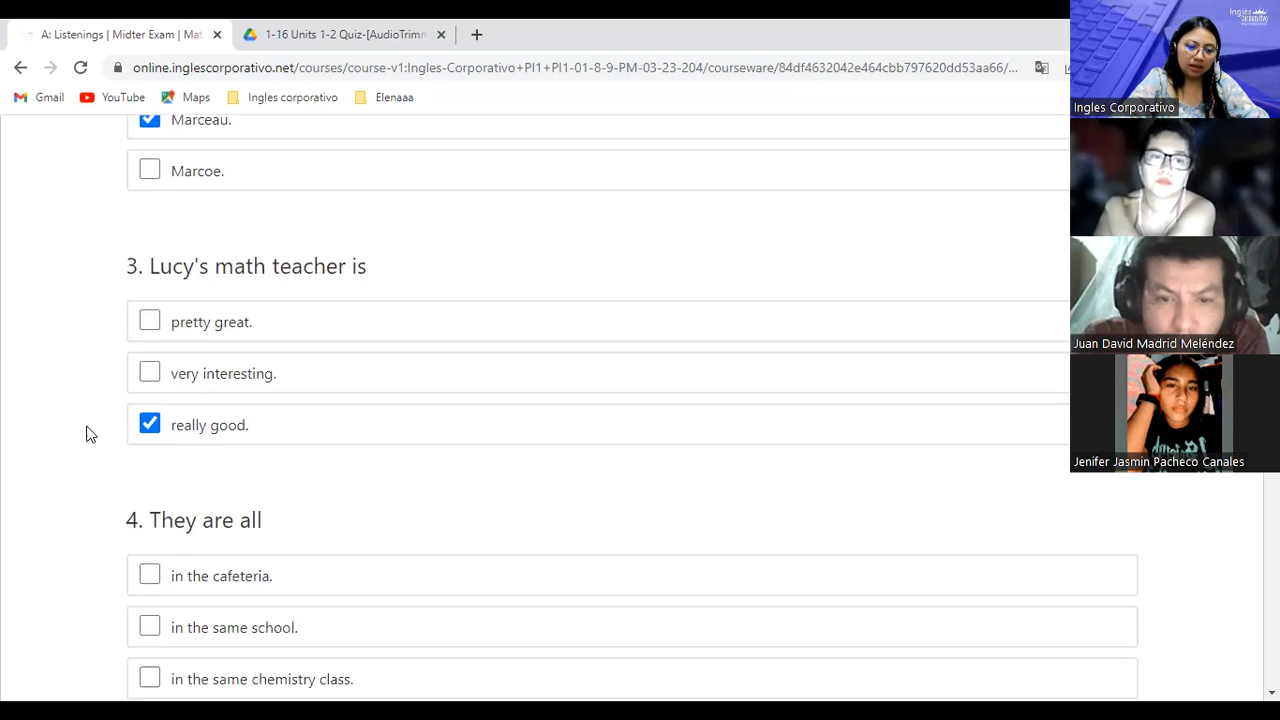 A: Listenings | Midter Exam | Mat
1-16 Units 1-2 Quiz-[AudioTrim
online.inglescorporativo.net/courses/course-v1:Ingles-Corporativo+PI1+PI1-01-8-9-PM-03-23-204/courseware/84df4632042e464cbb797620dd53aa66/...
Gmail
YouTube
Maps
Ingles corporativo
Elenaaa
Marceau.
Marcoe.
3. Lucy's math teacher is
pretty great.
very interesting.
really good.
4. They are all
in the cafeteria.
in the same school.
in the same chemistry class.
Ingles
Ingles Corporativo
Juan David Madrid Meléndez
Jenifer Jasmin Pacheco Canales